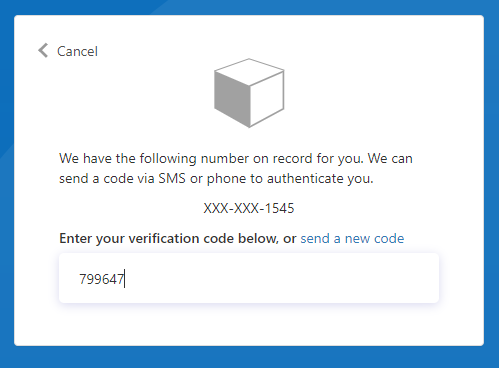 Cancel
We have the following number on record for you. We can
send a code via SMS or phone to authenticate you.
XXX-XXX-1545
Enter your verification code below, or send a new code
799647